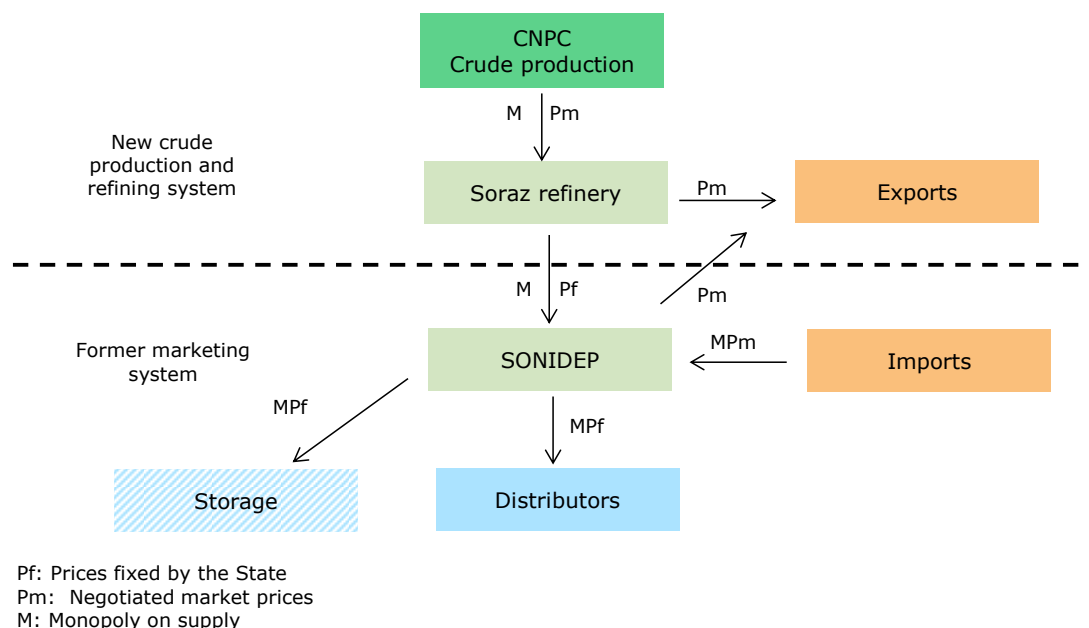 CNPC
Crude production
M
Pm
New crude
production and
refining system
Soraz refinery
Pm
Exports
M
Pf
Pm
Former marketing
system
SONIDEP
MPm
Imports
MPf
MPf
Storage
Distributors
Pf: Prices fixed by the State
Pm: Negotiated market prices
M: Monopoly on supply